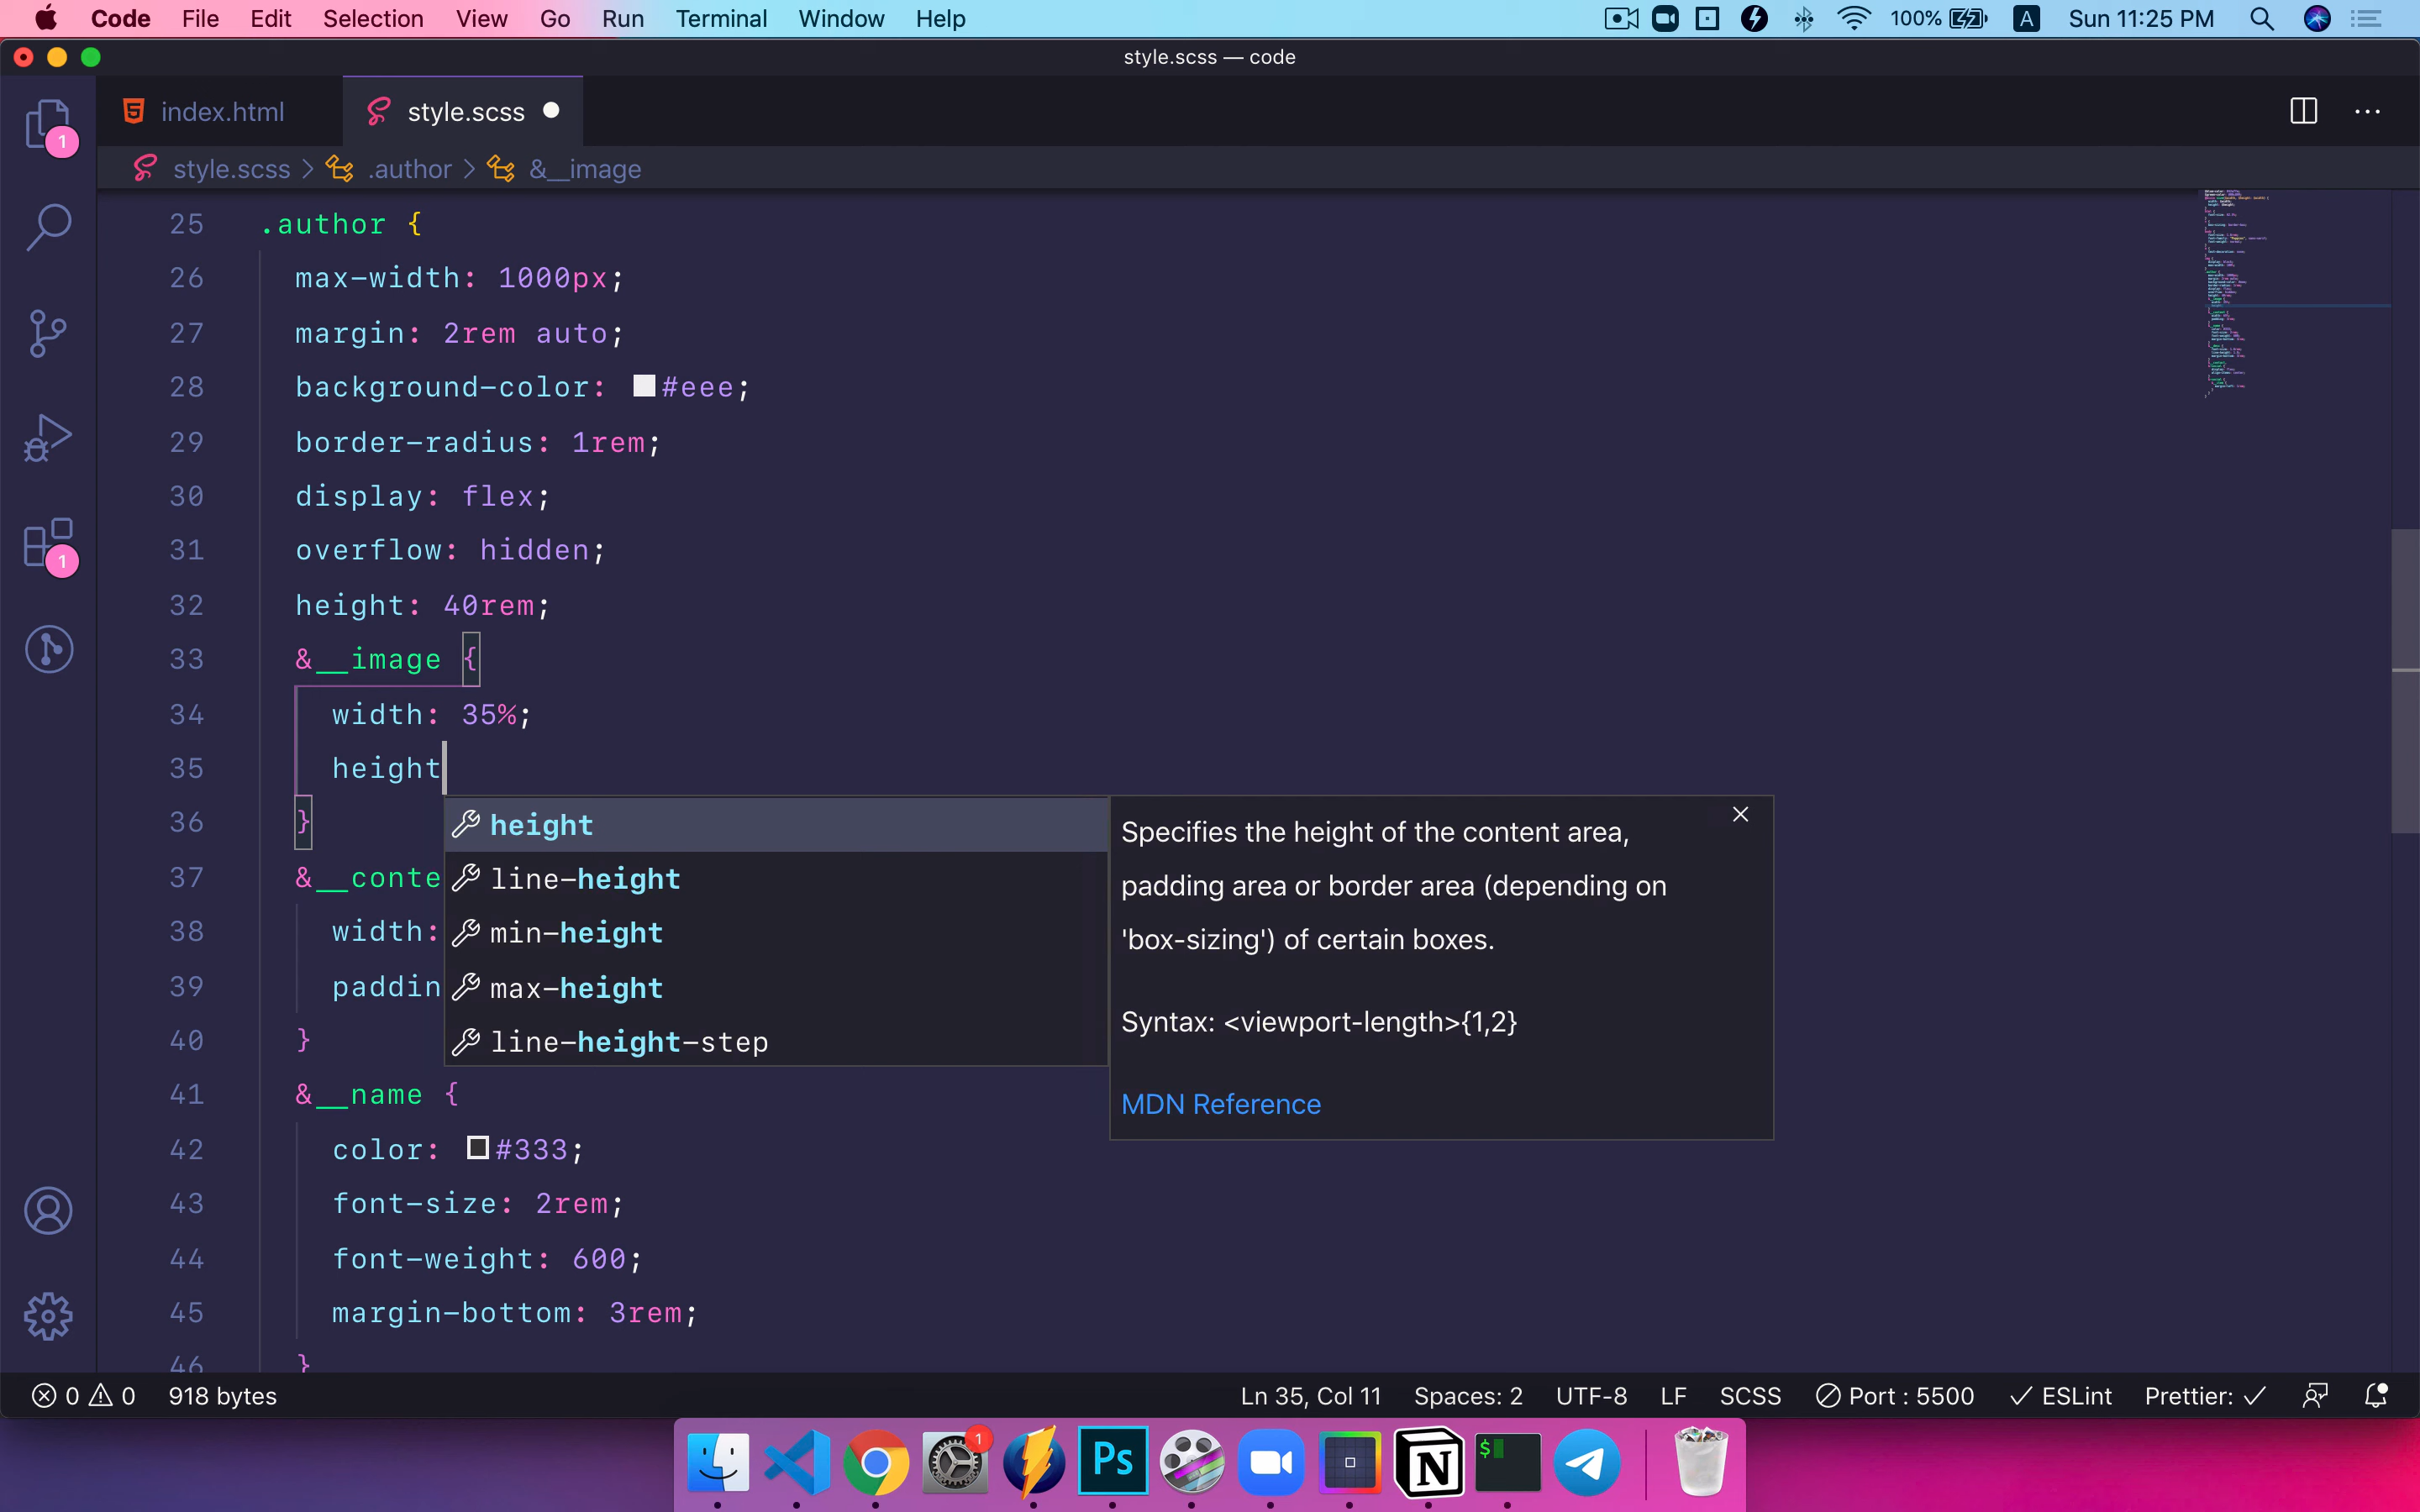 Code File Edit Selection View Go Run Terminal Window Help 100% A Sun 11:25 PM
style.scss — code
index.html style.scss
1
style.scss > .author > &__image
25 .author {
26 max-width: 1000px;
27 margin: 2rem auto;
28 background-color: #eee;
29 border-radius: 1rem;
30 display: flex;
31 overflow: hidden;
32 height: 40rem;
33 &__image {
34 width: 35%;
35 height
36 }
37 &__conte
38 width:
39 paddin
40 }
41 &__name {
42 color: #333;
43 font-size: 2rem;
44 font-weight: 600;
45 margin-bottom: 3rem;
46 }
1
height
line-height
min-height
max-height
line-height-step
Specifies the height of the content area,
padding area or border area (depending on
'box-sizing') of certain boxes.
Syntax: <viewport-length>{1,2}
MDN Reference
0 0 918 bytes Ln 35, Col 11 Spaces: 2 UTF-8 LF SCSS Port : 5500 ESLint Prettier:
1 Ps N $